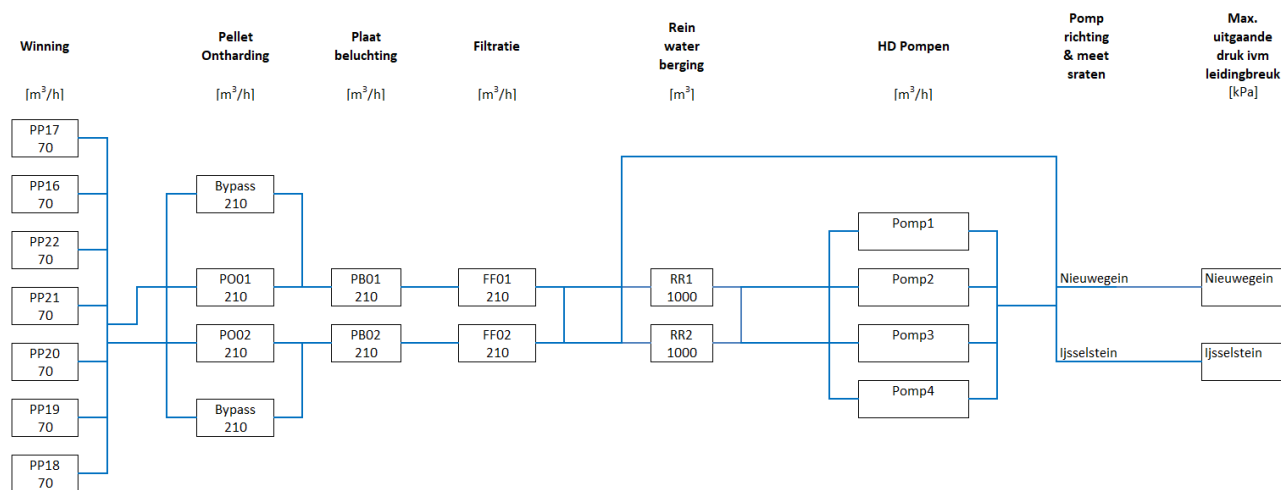 Winning
[m³/h]
Pellet
Ontharding
[m³/h]
Plaat
beluchting
[m³/h]
Filtratie
[m³/h]
Rein
water
berging
[m³]
HD Pompen
[m³/h]
Pomp
richting
& meet
sraten
Max.
uitgaande
druk ivm
leidingbreuk
[kPa]
PP17
70
PP16
70
PP22
70
PP21
70
PP20
70
PP19
70
PP18
70
Bypass
210
PO01
210
PO02
210
Bypass
210
PB01
210
PB02
210
FF01
210
FF02
210
RR1
1000
RR2
1000
Pomp1
Pomp2
Pomp3
Pomp4
Nieuwegein
Ijsselstein
Nieuwegein
Ijsselstein